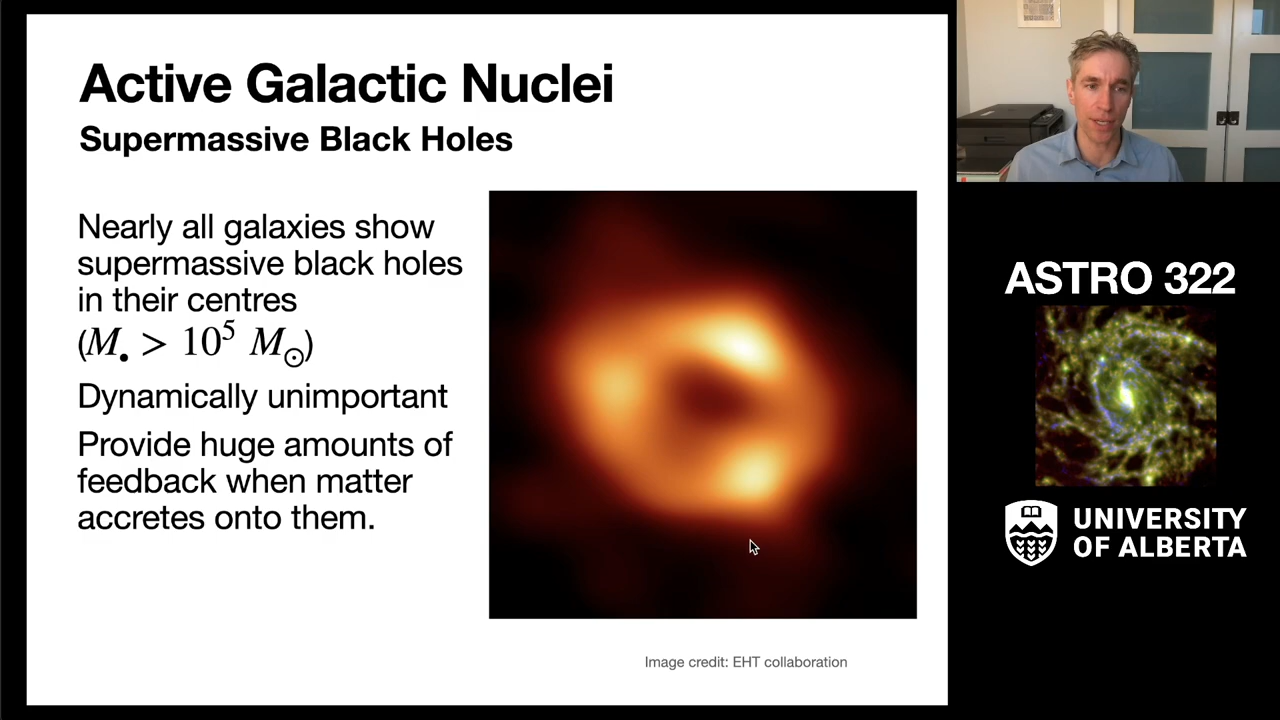 Active Galactic Nuclei
Supermassive Black Holes
Nearly all galaxies show
supermassive black holes
in their centres
(M• > 10⁵ M⊙)
Dynamically unimportant
Provide huge amounts of
feedback when matter
accretes onto them.
Image credit: EHT collaboration
ASTRO 322
UNIVERSITY
OF ALBERTA